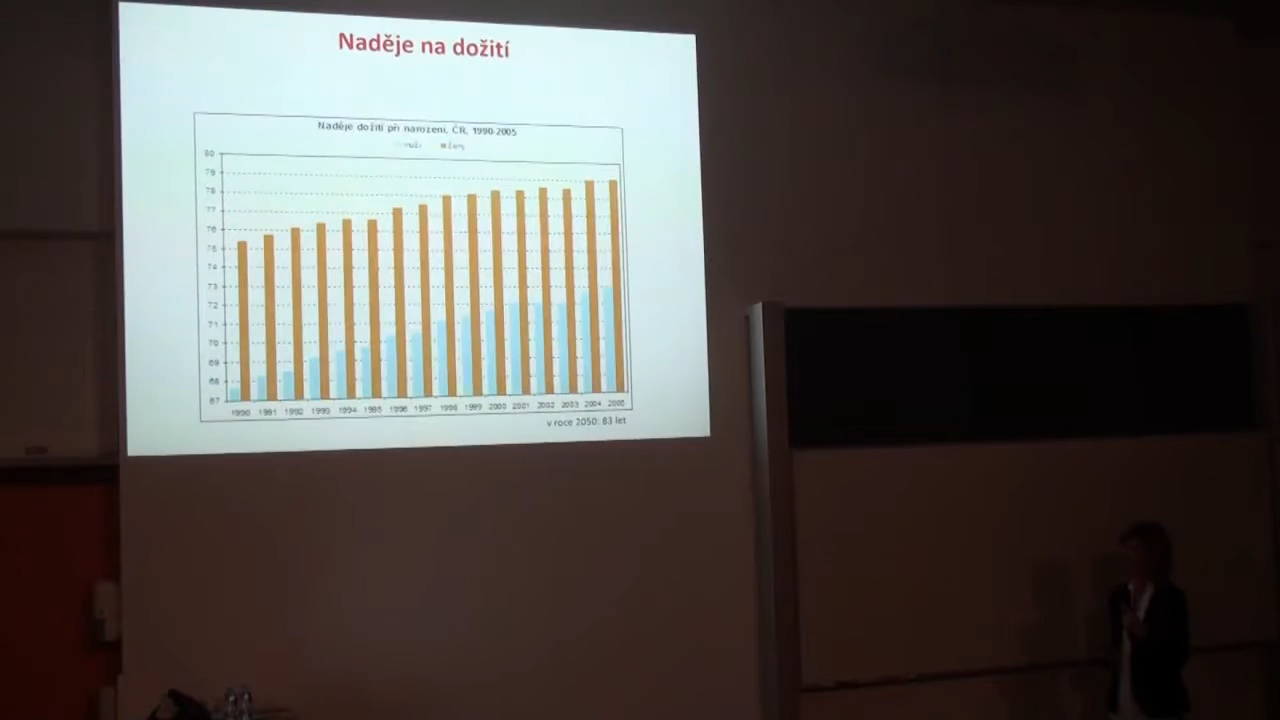 Naděje na dožití
Naděje dožití při narození, ČR, 1990-2005
muži ženy
80
79
78
77
76
75
74
73
72
71
70
69
68
67
1990 1991 1992 1993 1994 1995 1996 1997 1998 1999 2000 2001 2002 2003 2004 2005
v roce 2050: 83 let